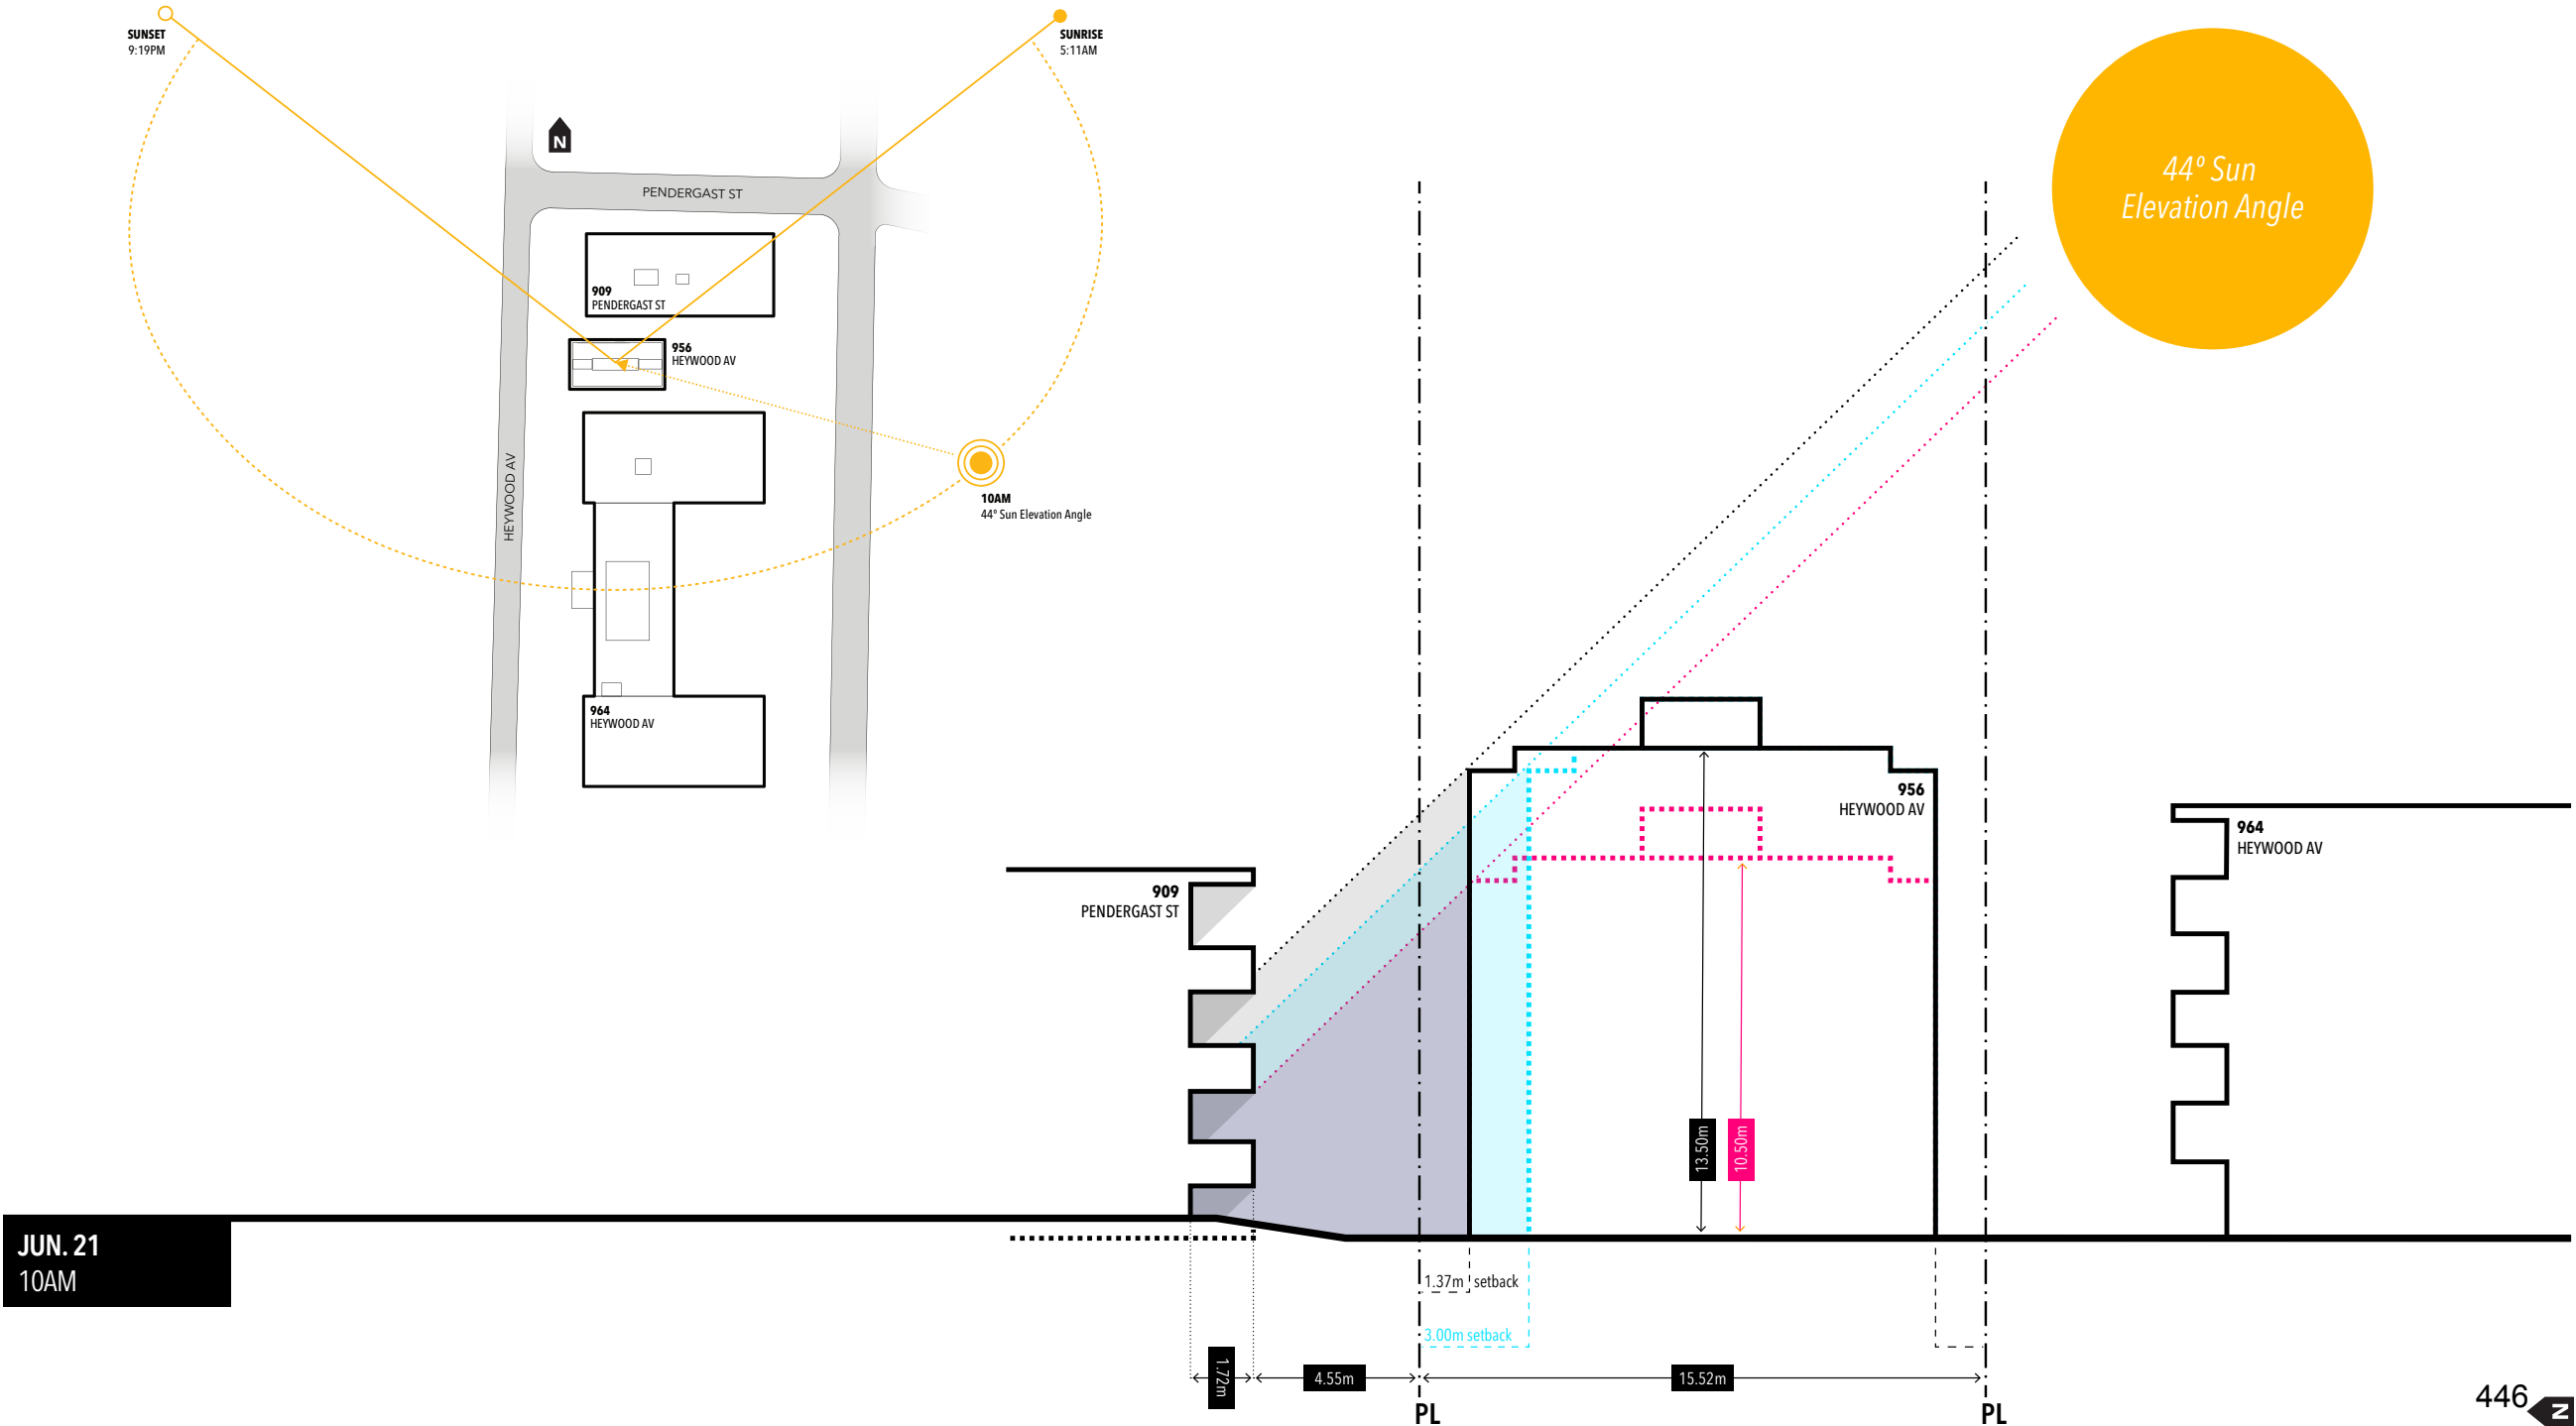 SUNSET
9:19PM
SUNRISE
5:11AM
N
PENDERGAST ST
909
PENDERGAST ST
956
HEYWOOD AV
HEYWOOD AV
10AM
44º Sun Elevation Angle
964
HEYWOOD AV
44º Sun
Elevation Angle
956
HEYWOOD AV
964
HEYWOOD AV
909
PENDERGAST ST
13.50m
10.50m
JUN. 21
10AM
1.37m setback
3.00m setback
1.72m
4.55m
15.52m
PL
PL
446
N